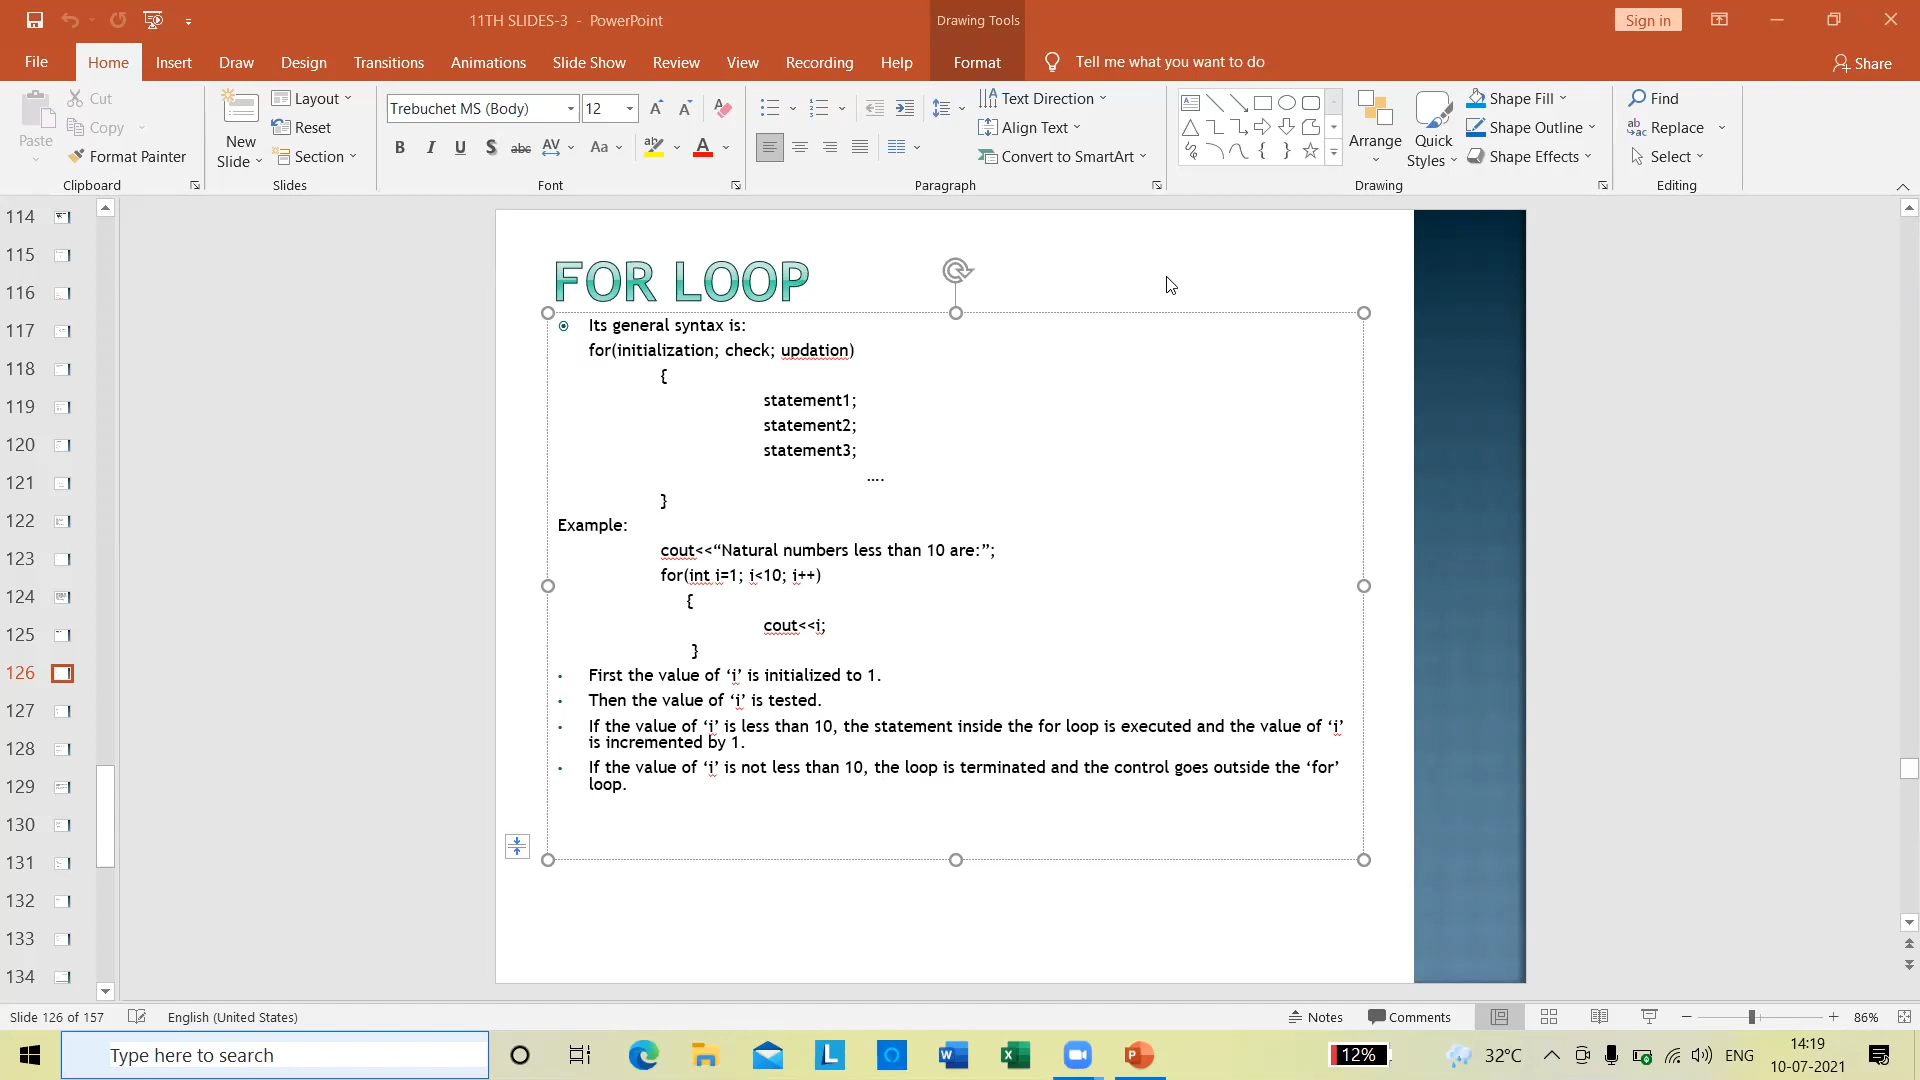 11TH SLIDES-3 - PowerPoint
Drawing Tools
Sign in
File Home Insert Draw Design Transitions Animations Slide Show Review View Recording Help Format Tell me what you want to do Share
Paste
Cut
Copy
Format Painter
Clipboard
New Slide
Layout
Reset
Section
Slides
Trebuchet MS (Body) 12
B I U S abc AV Aa A
Font
Text Direction
Align Text
Convert to SmartArt
Paragraph
Arrange
Quick Styles
Shape Fill
Shape Outline
Shape Effects
Drawing
Find
Replace
Select
Editing
114
115
116
117
118
119
120
121
122
123
124
125
126
127
128
129
130
131
132
133
134
FOR LOOP
Its general syntax is:
for(initialization; check; updation)
{
statement1;
statement2;
statement3;
....
}
Example:
cout<<“Natural numbers less than 10 are:”;
for(int i=1; i<10; i++)
{
cout<<i;
}
• First the value of ‘i’ is initialized to 1.
• Then the value of ‘i’ is tested.
• If the value of ‘i’ is less than 10, the statement inside the for loop is executed and the value of ‘i’
is incremented by 1.
• If the value of ‘i’ is not less than 10, the loop is terminated and the control goes outside the ‘for’
loop.
Slide 126 of 157 English (United States) Notes Comments 86%
Type here to search
12%
32°C
ENG
14:19
10-07-2021